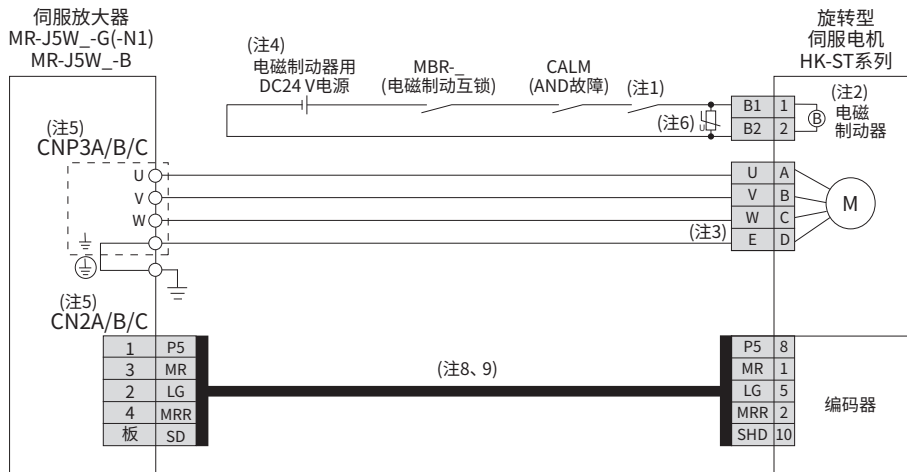 伺服放大器
MR-J5W_-G(-N1)
MR-J5W_-B
旋转型
伺服电机
HK-ST系列
(注4)
电磁制动器用
DC24 V电源
MBR-_
(电磁制动互锁)
CALM
(AND故障)
(注1)
(注6)
U
B1 1
B2 2
B
(注2)
电磁
制动器
(注5)
CNP3A/B/C
U
V
W
(注3)
U A
V B
W C
E D
M
(注5)
CN2A/B/C
1 P5
3 MR
2 LG
4 MRR
板 SD
(注8、9)
P5 8
MR 1
LG 5
MRR 2
SHD 10
编码器